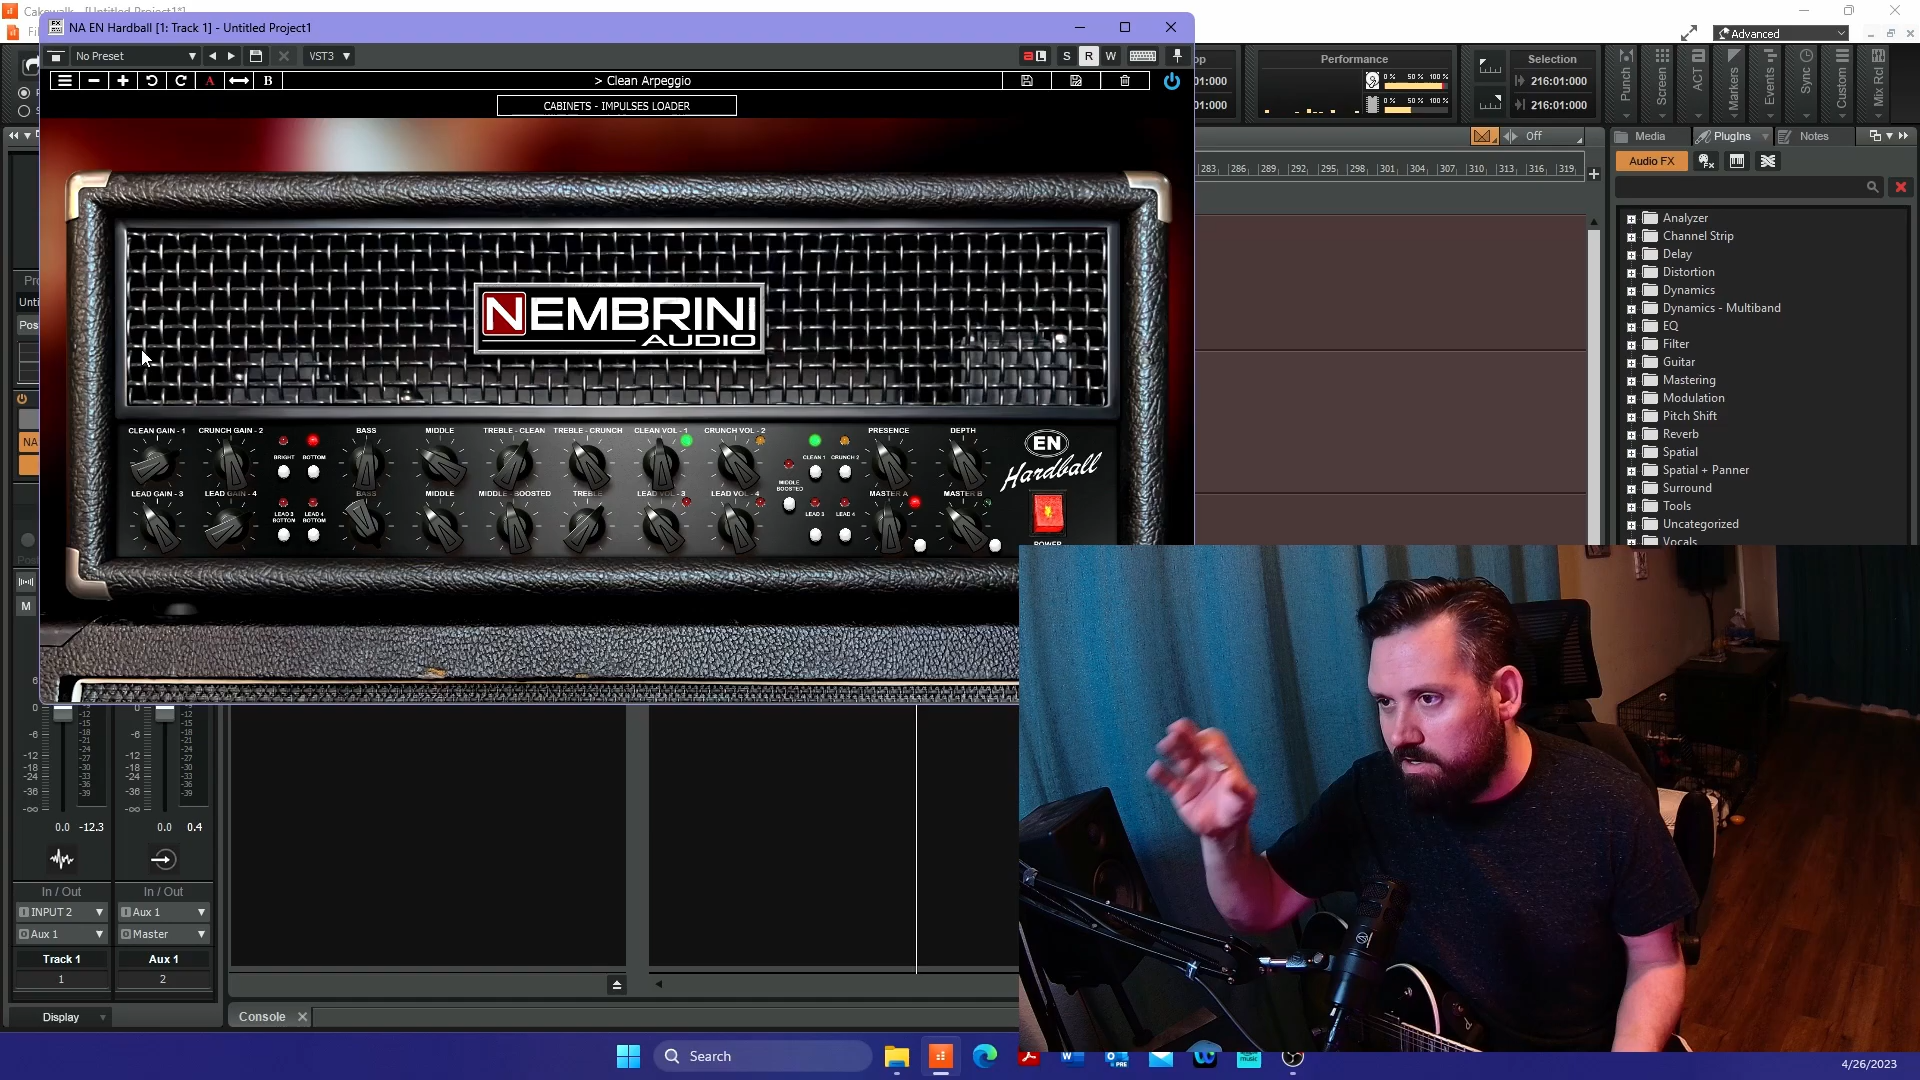 Cakewalk - [Untitled Project1*]
NA EN Hardball [1: Track 1] - Untitled Project1
No Preset
VST3
S R W
Advanced
A B
> Clean Arpeggio
CABINETS - IMPULSES LOADER
Performance
0 % 50 % 100 %
0 % 50 % 100 %
Selection
216:01:000
216:01:000
Punch
Screen
ACT
Markers
Events
Sync
Custom
Mix Rcl
Off
Media
PlugIns
Notes
Audio FX
283 286 289 292 295 298 301 304 307 310 313 316 319
Analyzer
Channel Strip
Delay
Distortion
Dynamics
Dynamics - Multiband
EQ
Filter
Guitar
Mastering
Modulation
Pitch Shift
Reverb
Spatial
Spatial + Panner
Surround
Tools
Uncategorized
Vocals
NEMBRINI
AUDIO
CLEAN GAIN - 1 CRUNCH GAIN - 2 BASS MIDDLE TREBLE - CLEAN TREBLE - CRUNCH CLEAN VOL - 1 CRUNCH VOL - 2 PRESENCE DEPTH
BRIGHT BOTTOM
CLEAN 1 CRUNCH 2
MIDDLE BOOSTED
EN
Hardball
LEAD GAIN - 3 LEAD GAIN - 4 BASS MIDDLE MIDDLE - BOOSTED TREBLE LEAD VOL - 3 LEAD VOL - 4 MASTER A MASTER B
LEAD 3 BOTTOM LEAD 4 BOTTOM
LEAD 3 LEAD 4
POWER
M
0.0 -12.3
0.0 0.4
In / Out
In / Out
INPUT 2
Aux 1
Aux 1
Master
Track 1
Aux 1
1
2
Display
Console
Search
4/26/2023